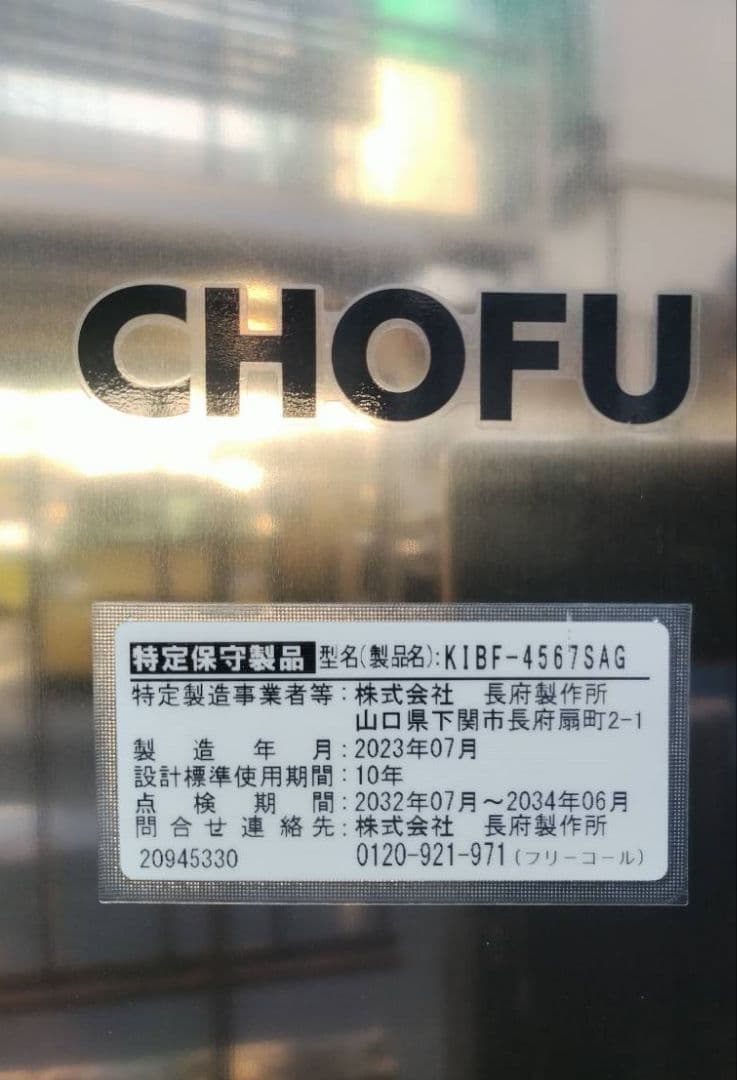 CHOFU
特定保守製品 型名(製品名):KIBF-4567SAG
特定製造事業者等:株式会社 長府製作所
山口県下関市長府扇町2-1
製造年月:2023年07月
設計標準使用期間:10年
点検期間:2032年07月～2034年06月
問合せ連絡先:株式会社 長府製作所
20945330 0120-921-971(フリーコール)